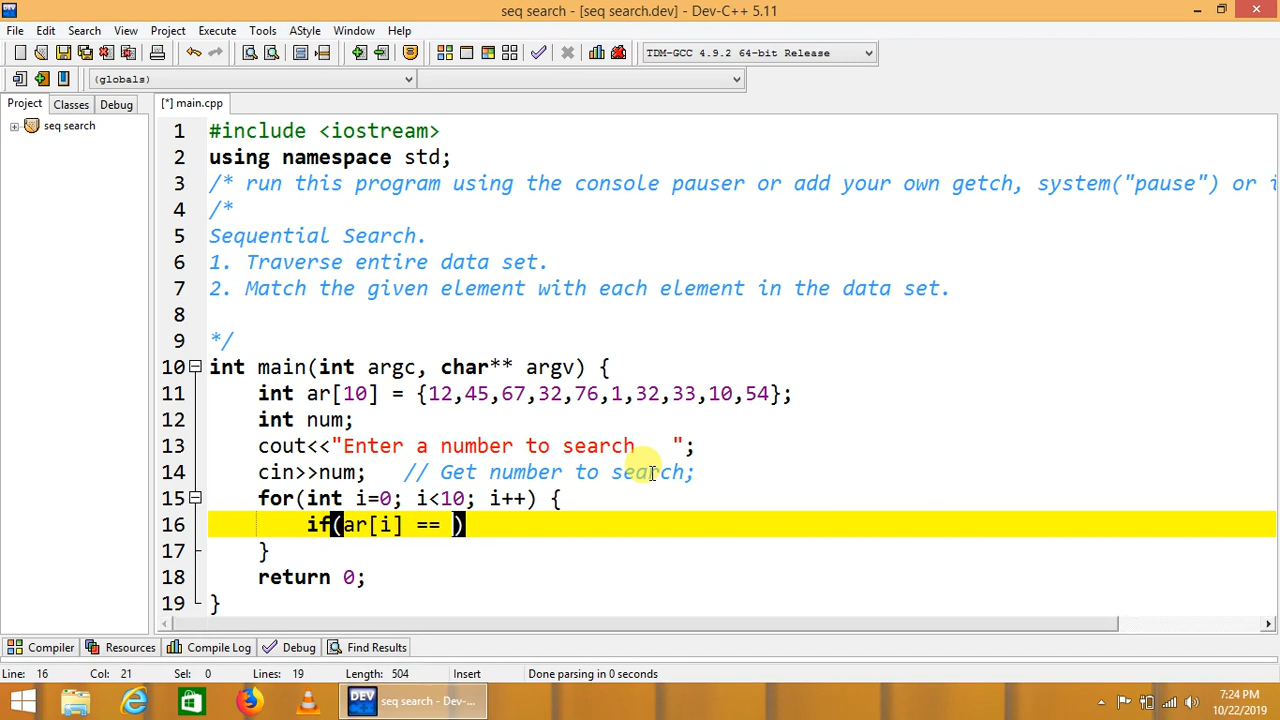 seq search - [seq search.dev] - Dev-C++ 5.11
File Edit Search View Project Execute Tools AStyle Window Help
TDM-GCC 4.9.2 64-bit Release
(globals)
Project Classes Debug [*] main.cpp
seq search
1 #include <iostream>
2 using namespace std;
3 /* run this program using the console pauser or add your own getch, system("pause") or i
4 /*
5 Sequential Search.
6 1. Traverse entire data set.
7 2. Match the given element with each element in the data set.
8
9 */
10 int main(int argc, char** argv) {
11 int ar[10] = {12,45,67,32,76,1,32,33,10,54};
12 int num;
13 cout<<"Enter a number to search   ";
14 cin>>num;   // Get number to search;
15 for(int i=0; i<10; i++) {
16 if(ar[i] == )
17 }
18 return 0;
19 }
Compiler Resources Compile Log Debug Find Results
Line: 16 Col: 21 Sel: 0 Lines: 19 Length: 504 Insert Done parsing in 0 seconds
DEV seq search - Dev-... 7:24 PM
10/22/2019